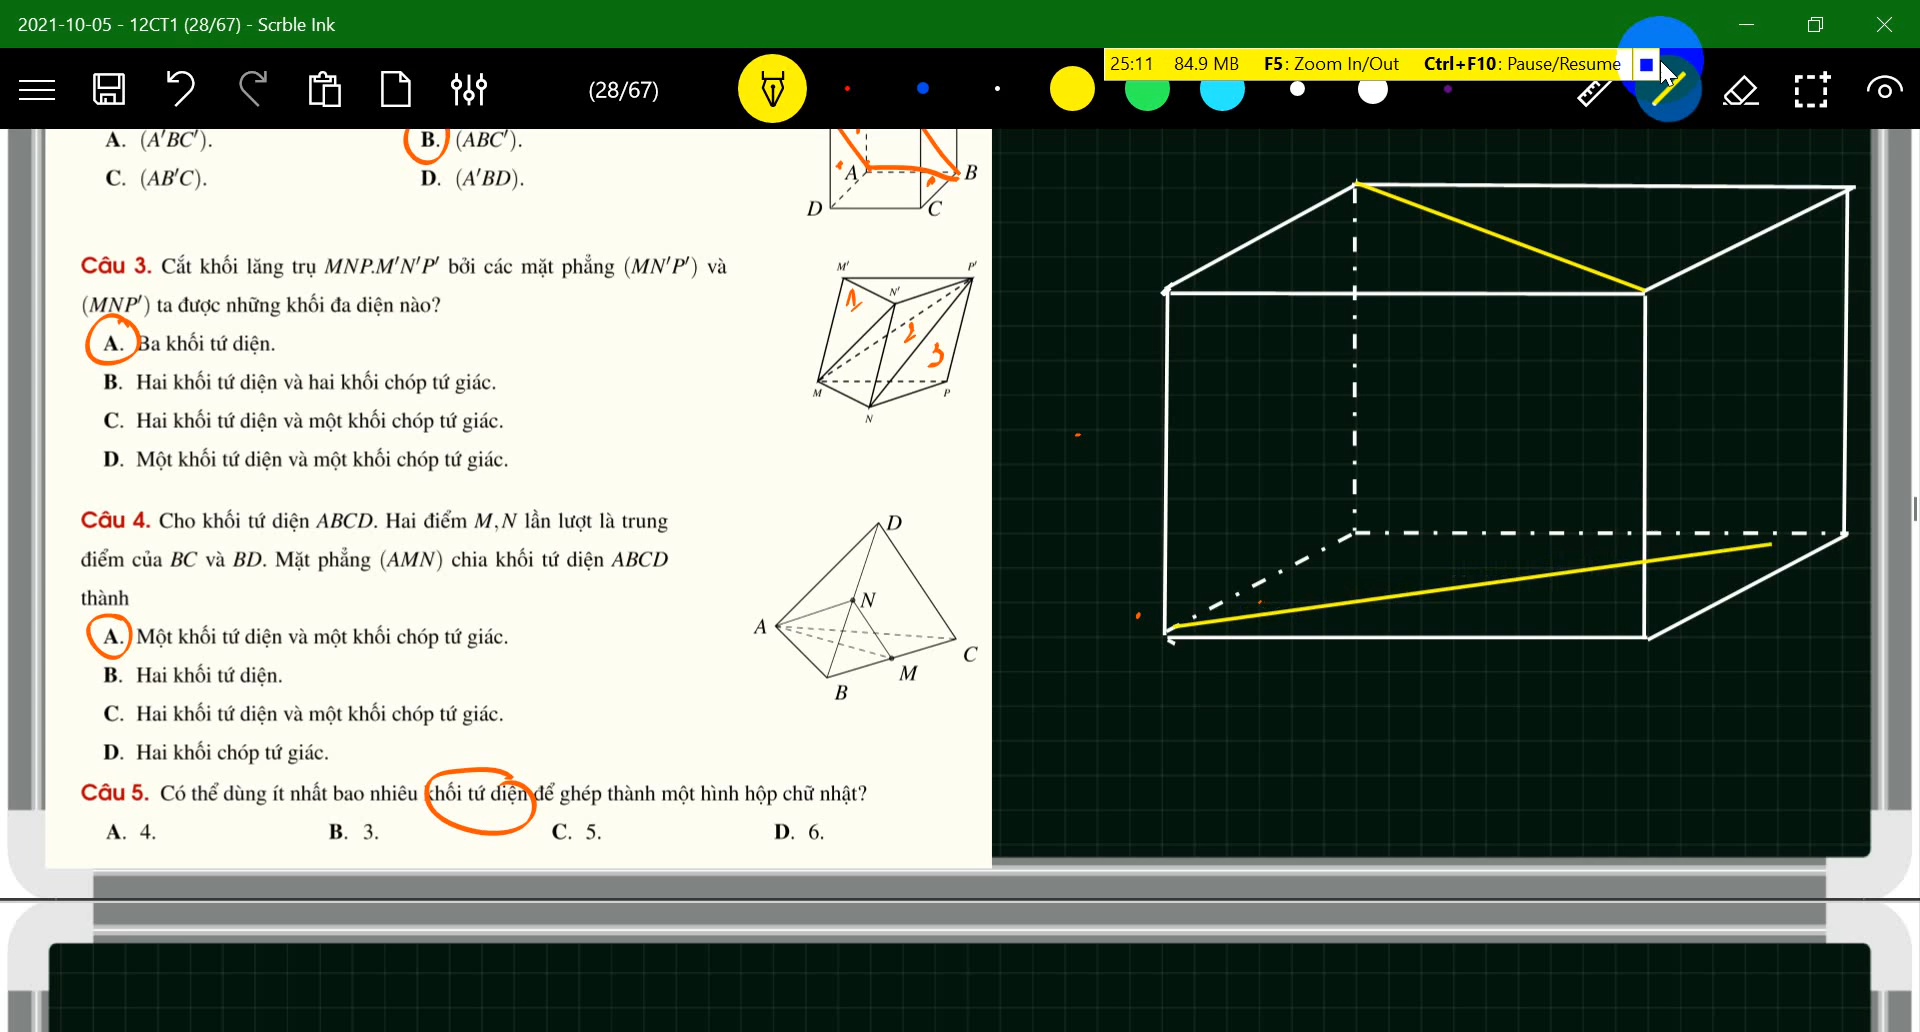 2021-10-05 - 12CT1 (28/67) - Scrble Ink
25:11 84.9 MB F5: Zoom In/Out Ctrl+F10: Pause/Resume
(28/67)
A. (A'BC').
B. (ABC').
C. (AB'C).
D. (A'BD).
A
B
D
C
Câu 3. Cắt khối lăng trụ MNP.M'N'P' bởi các mặt phẳng (MN'P') và
(MNP') ta được những khối đa diện nào?
A. Ba khối tứ diện.
B. Hai khối tứ diện và hai khối chóp tứ giác.
C. Hai khối tứ diện và một khối chóp tứ giác.
D. Một khối tứ diện và một khối chóp tứ giác.
M'
P'
N'
1
2
3
M
P
N
Câu 4. Cho khối tứ diện ABCD. Hai điểm M,N lần lượt là trung
điểm của BC và BD. Mặt phẳng (AMN) chia khối tứ diện ABCD
thành
A. Một khối tứ diện và một khối chóp tứ giác.
B. Hai khối tứ diện.
C. Hai khối tứ diện và một khối chóp tứ giác.
D. Hai khối chóp tứ giác.
D
N
A
C
M
B
Câu 5. Có thể dùng ít nhất bao nhiêu khối tứ diện để ghép thành một hình hộp chữ nhật?
A. 4.
B. 3.
C. 5.
D. 6.